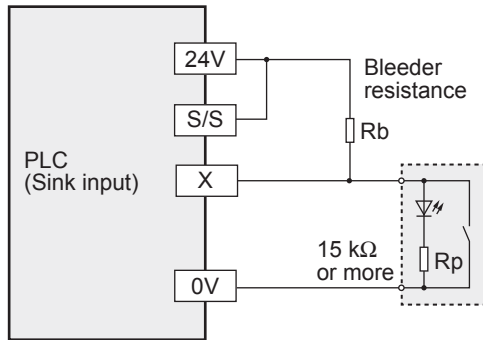 24V
S/S
PLC
(Sink input)
X
0V
Bleeder
resistance
Rb
15 kΩ
or more
Rp